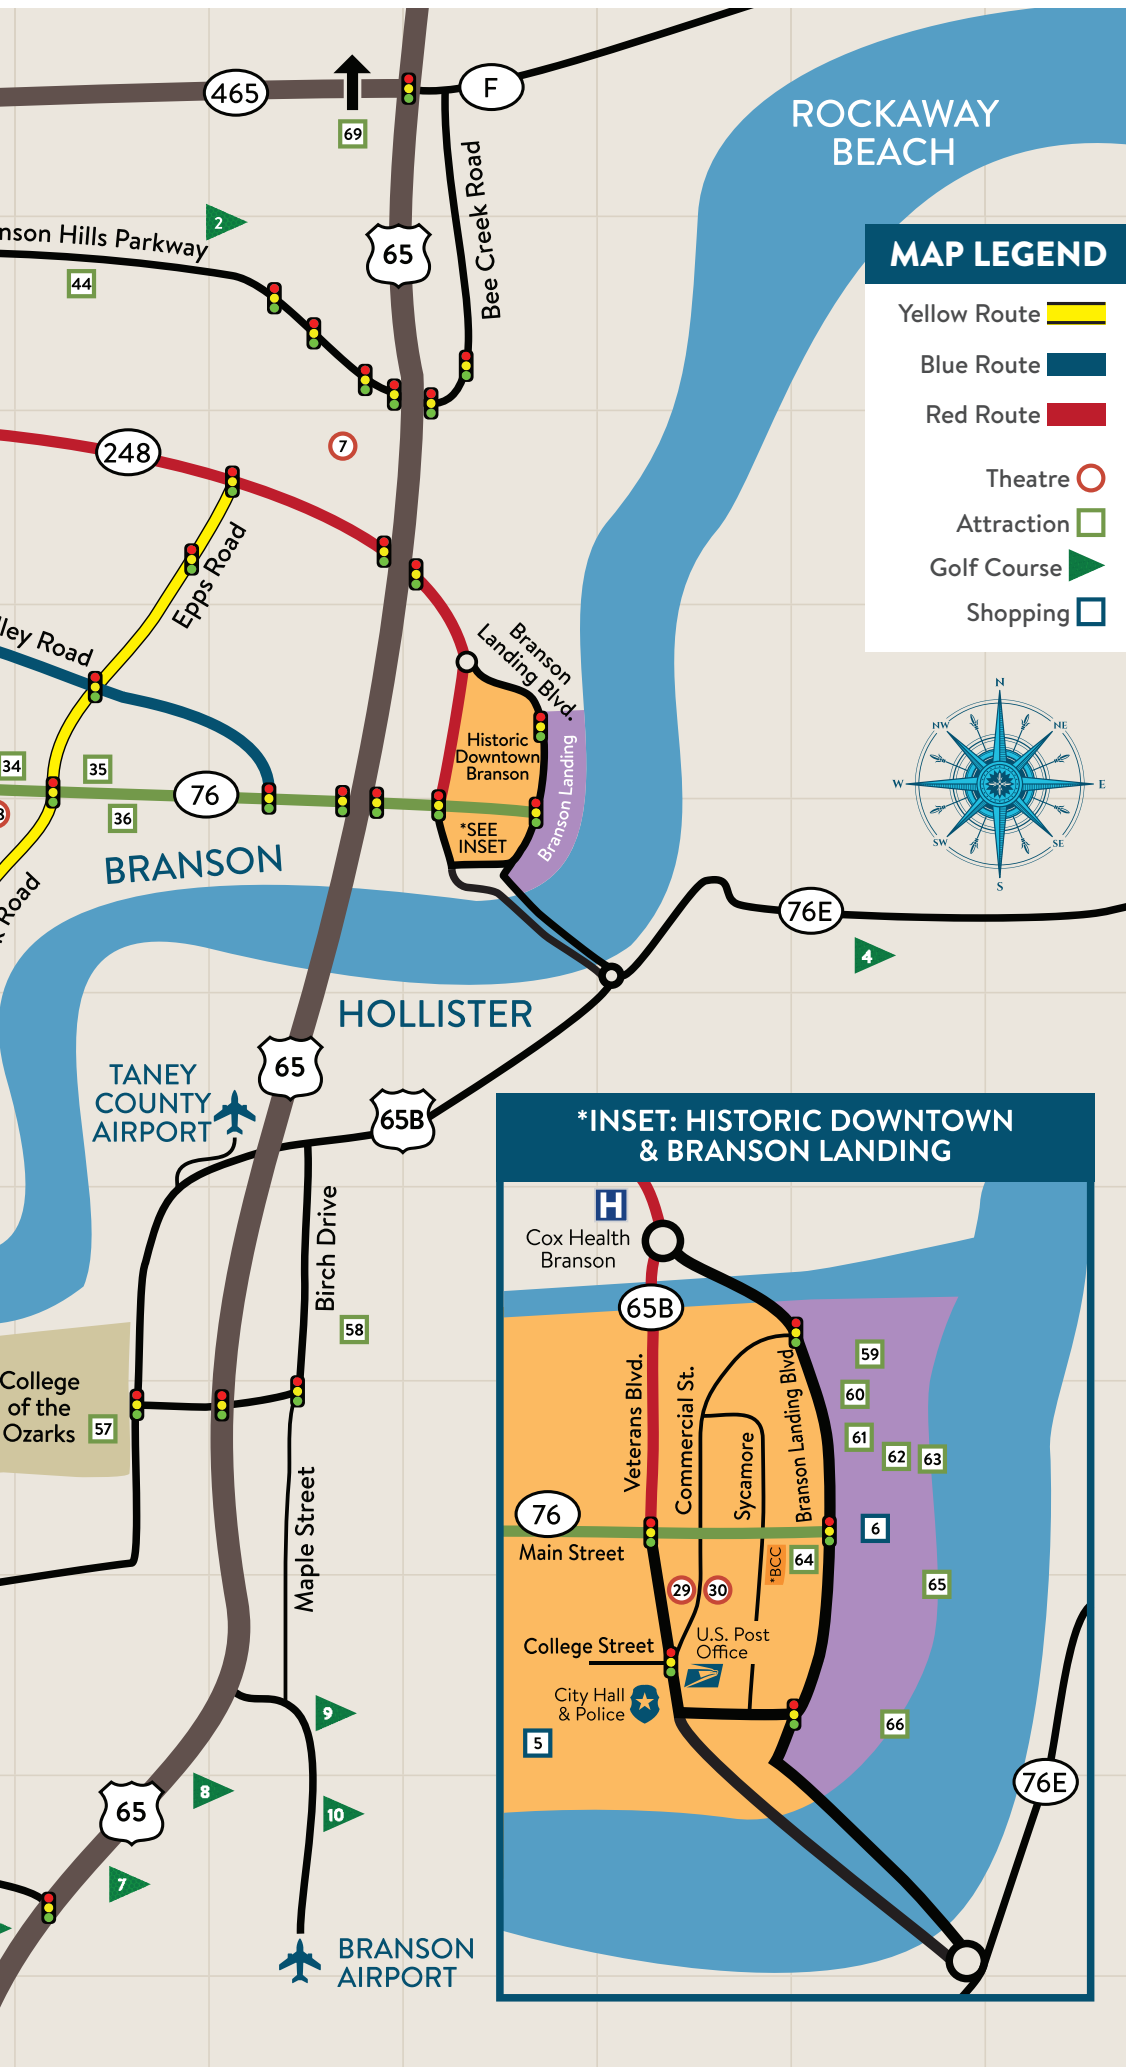 465
F
69
ROCKAWAY
BEACH
Bee Creek Road
2
nson Hills Parkway
65
44
MAP LEGEND
Yellow Route
Blue Route
Red Route
Theatre
Attraction
Golf Course
Shopping
248
7
Epps Road
lley Road
Branson
Landing Blvd.
Historic
Downtown
Branson
Branson Landing
34
35
76
36
*SEE
INSET
BRANSON
Road
N
NW
NE
W
E
SW
SE
S
76E
4
HOLLISTER
65
TANEY
COUNTY
AIRPORT
65B
Birch Drive
58
College
of the
Ozarks
57
Maple Street
9
8
10
65
7
BRANSON
AIRPORT
*INSET: HISTORIC DOWNTOWN
& BRANSON LANDING
H
Cox Health
Branson
65B
Veterans Blvd.
Commercial St.
Sycamore
Branson Landing Blvd.
59
60
61
62
63
76
Main Street
6
*BCC
64
65
29
30
College Street
U.S. Post
Office
City Hall
& Police
5
66
76E